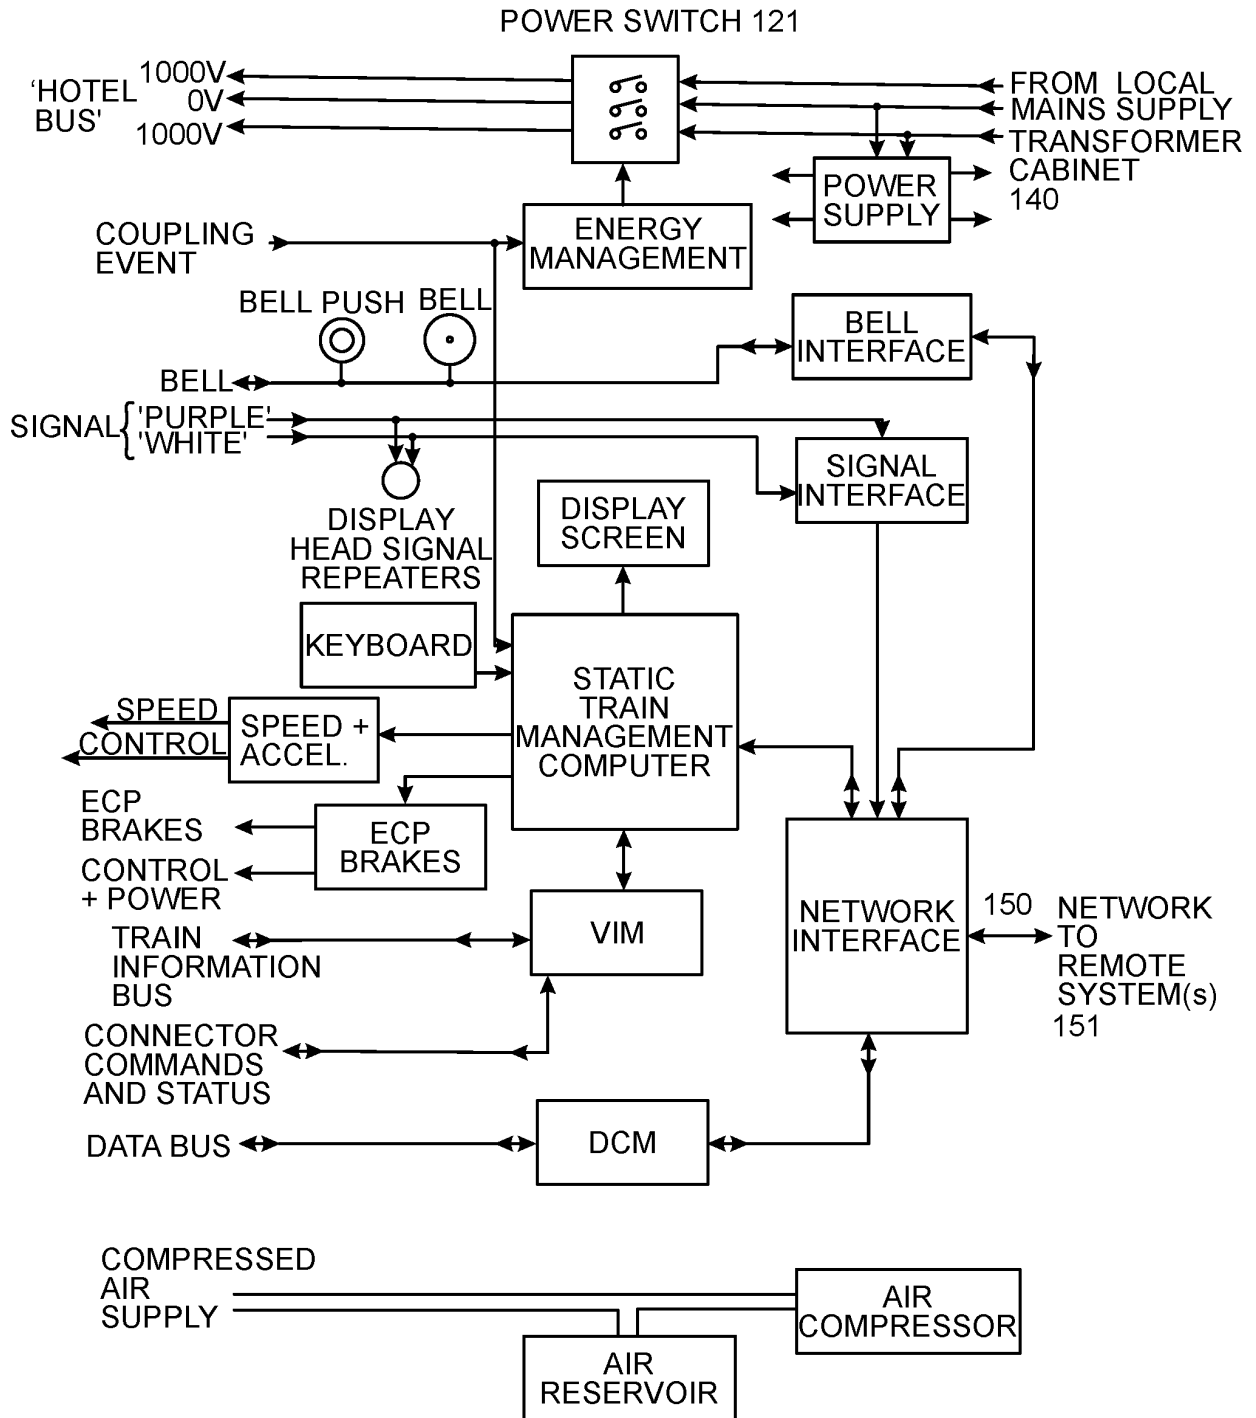 POWER SWITCH 121
'HOTEL
BUS'
1000V
0V
1000V
FROM LOCAL
MAINS SUPPLY
TRANSFORMER
CABINET
140
POWER
SUPPLY
COUPLING
EVENT
ENERGY
MANAGEMENT
BELL PUSH
BELL
BELL
INTERFACE
BELL
SIGNAL { 'PURPLE'
'WHITE'
SIGNAL
INTERFACE
DISPLAY
HEAD SIGNAL
REPEATERS
DISPLAY
SCREEN
KEYBOARD
STATIC
TRAIN
MANAGEMENT
COMPUTER
SPEED
CONTROL
SPEED +
ACCEL.
ECP
BRAKES
CONTROL
+ POWER
ECP
BRAKES
TRAIN
INFORMATION
BUS
VIM
NETWORK
INTERFACE
150
NETWORK
TO
REMOTE
SYSTEM(s)
151
CONNECTOR
COMMANDS
AND STATUS
DATA BUS
DCM
COMPRESSED
AIR
SUPPLY
AIR
COMPRESSOR
AIR
RESERVOIR